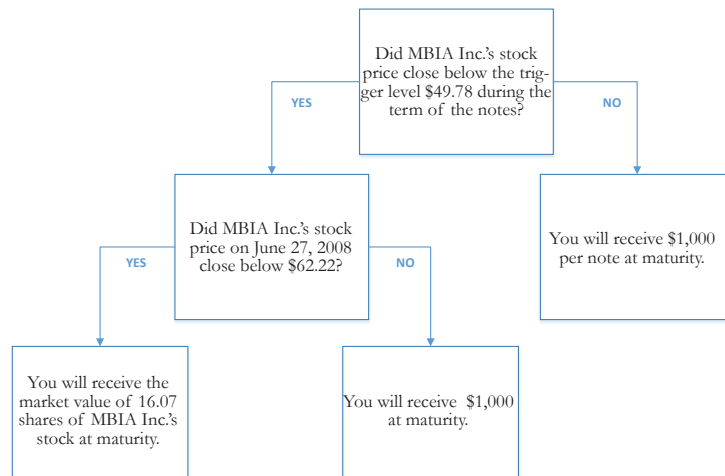 Did MBIA Inc.'s stock
price close below the trig-
ger level $49.78 during the
term of the notes?
YES
NO
Did MBIA Inc.'s stock
price on June 27, 2008
close below $62.22?
You will receive $1,000
per note at maturity.
YES
NO
You will receive the
market value of 16.07
shares of MBIA Inc.'s
stock at maturity.
You will receive $1,000
at maturity.